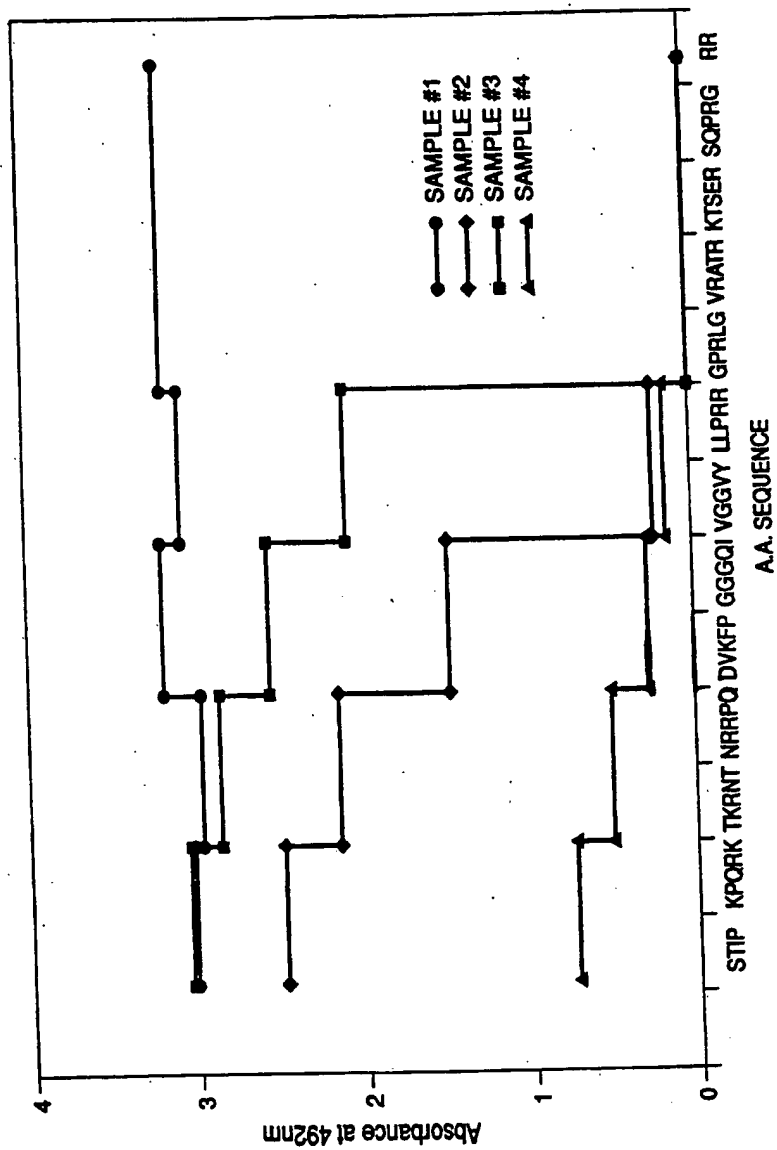 4
3
2
1
0
Absorbance at 492nm
SAMPLE #1
SAMPLE #2
SAMPLE #3
SAMPLE #4
STIP KPQRK TKRNT NRRPQ DVKFP GGGQI VGGVY LLPRR GPRLG VRATR KTSER SQPRG RR
A.A. SEQUENCE